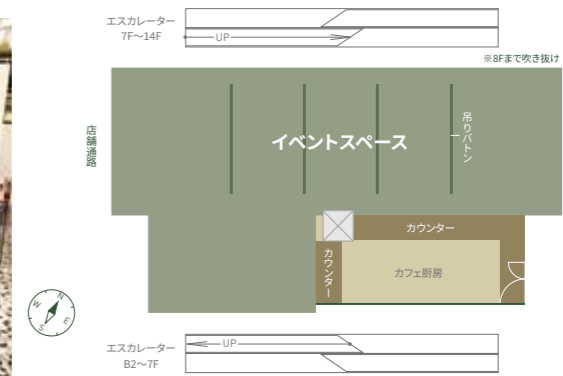 エスカレーター
7F〜14F
UP
※8Fまで吹き抜け
店舗通路
イベントスペース
吊りバトン
カウンター
カウンター
カフェ厨房
N
W
E
S
エスカレーター
B2〜7F
UP